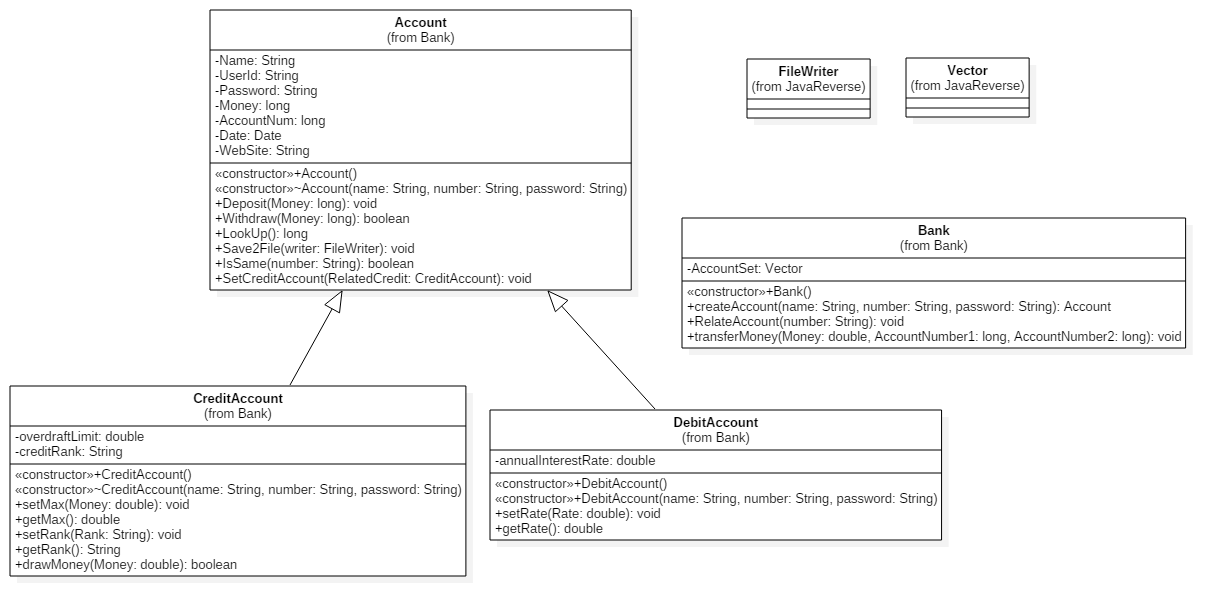 Account
(from Bank)
-Name: String
-UserId: String
-Password: String
-Money: long
-AccountNum: long
-Date: Date
-WebSite: String
«constructor»+Account()
«constructor»~Account(name: String, number: String, password: String)
+Deposit(Money: long): void
+Withdraw(Money: long): boolean
+LookUp(): long
+Save2File(writer: FileWriter): void
+IsSame(number: String): boolean
+SetCreditAccount(RelatedCredit: CreditAccount): void
FileWriter
(from JavaReverse)
Vector
(from JavaReverse)
Bank
(from Bank)
-AccountSet: Vector
«constructor»+Bank()
+createAccount(name: String, number: String, password: String): Account
+RelateAccount(number: String): void
+transferMoney(Money: double, AccountNumber1: long, AccountNumber2: long): void
CreditAccount
(from Bank)
-overdraftLimit: double
-creditRank: String
«constructor»+CreditAccount()
«constructor»~CreditAccount(name: String, number: String, password: String)
+setMax(Money: double): void
+getMax(): double
+setRank(Rank: String): void
+getRank(): String
+drawMoney(Money: double): boolean
DebitAccount
(from Bank)
-annualInterestRate: double
«constructor»+DebitAccount()
«constructor»+DebitAccount(name: String, number: String, password: String)
+setRate(Rate: double): void
+getRate(): double